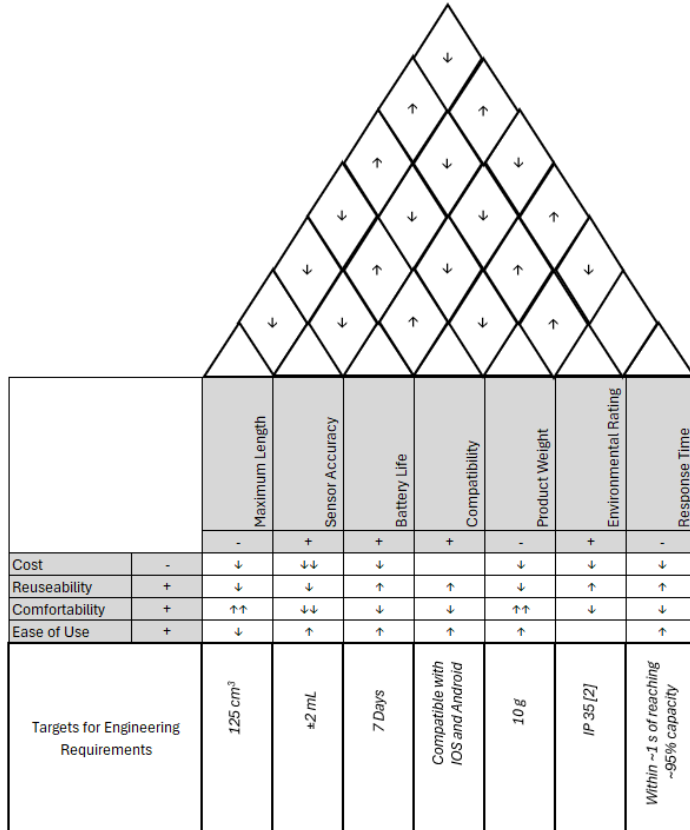 ↓
↑ ↑
↑ ↓ ↓
↓ ↓ ↓ ↑
↓ ↑ ↓ ↑ ↓
↓ ↓ ↑ ↓ ↑
Maximum Length
Sensor Accuracy
Battery Life
Compatibility
Product Weight
Environmental Rating
Response Time
- + + + - + -
Cost - ↓ ↓↓ ↓ ↓ ↓ ↓
Reuseability + ↓ ↓ ↑ ↑ ↓ ↑ ↑
Comfortability + ↑↑ ↓↓ ↓ ↓ ↑↑ ↓ ↓
Ease of Use + ↓ ↑ ↑ ↑ ↑ ↑
Targets for Engineering
Requirements
125 cm³
±2 mL
7 Days
Compatible with
IOS and Android
10 g
IP 35 [2]
Within ~1 s of reaching
~95% capacity